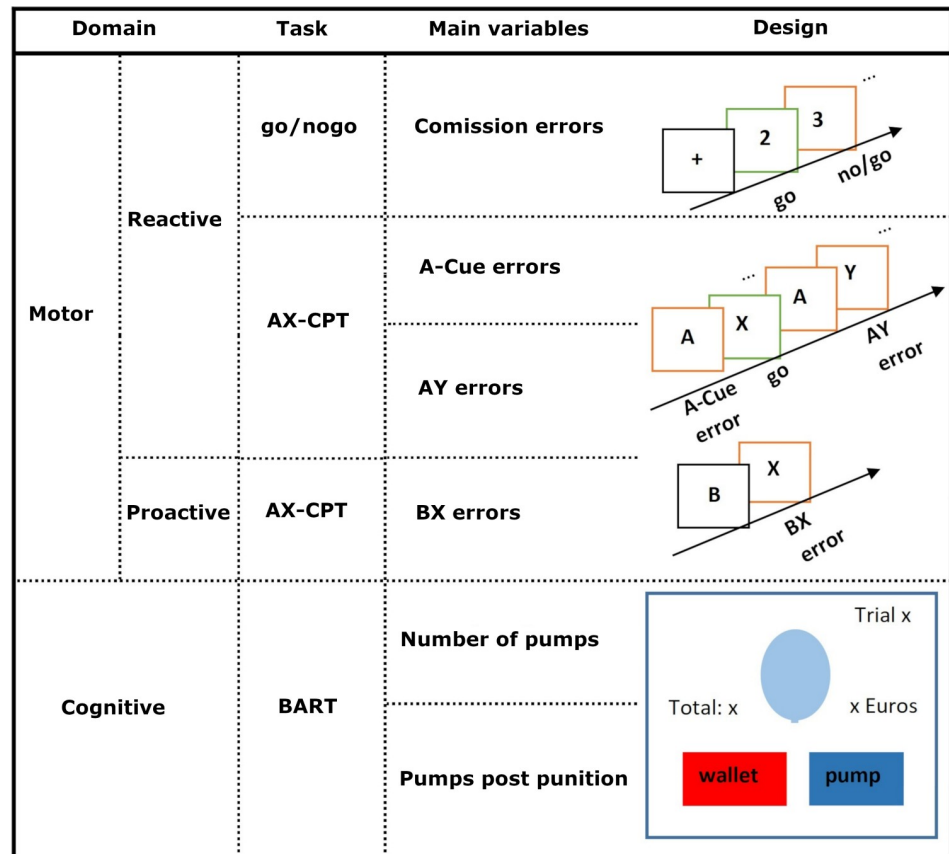 Domain Task Main variables Design
Motor
Reactive
go/nogo
Comission errors
+ 2 3 ...
go no/go
AX-CPT
A-Cue errors
AY errors
A X ... A Y ...
A-Cue
error
go
AY
error
Proactive
AX-CPT
BX errors
B X
BX
error
Cognitive
BART
Number of pumps
Pumps post punition
Trial x
Total: x
x Euros
wallet
pump